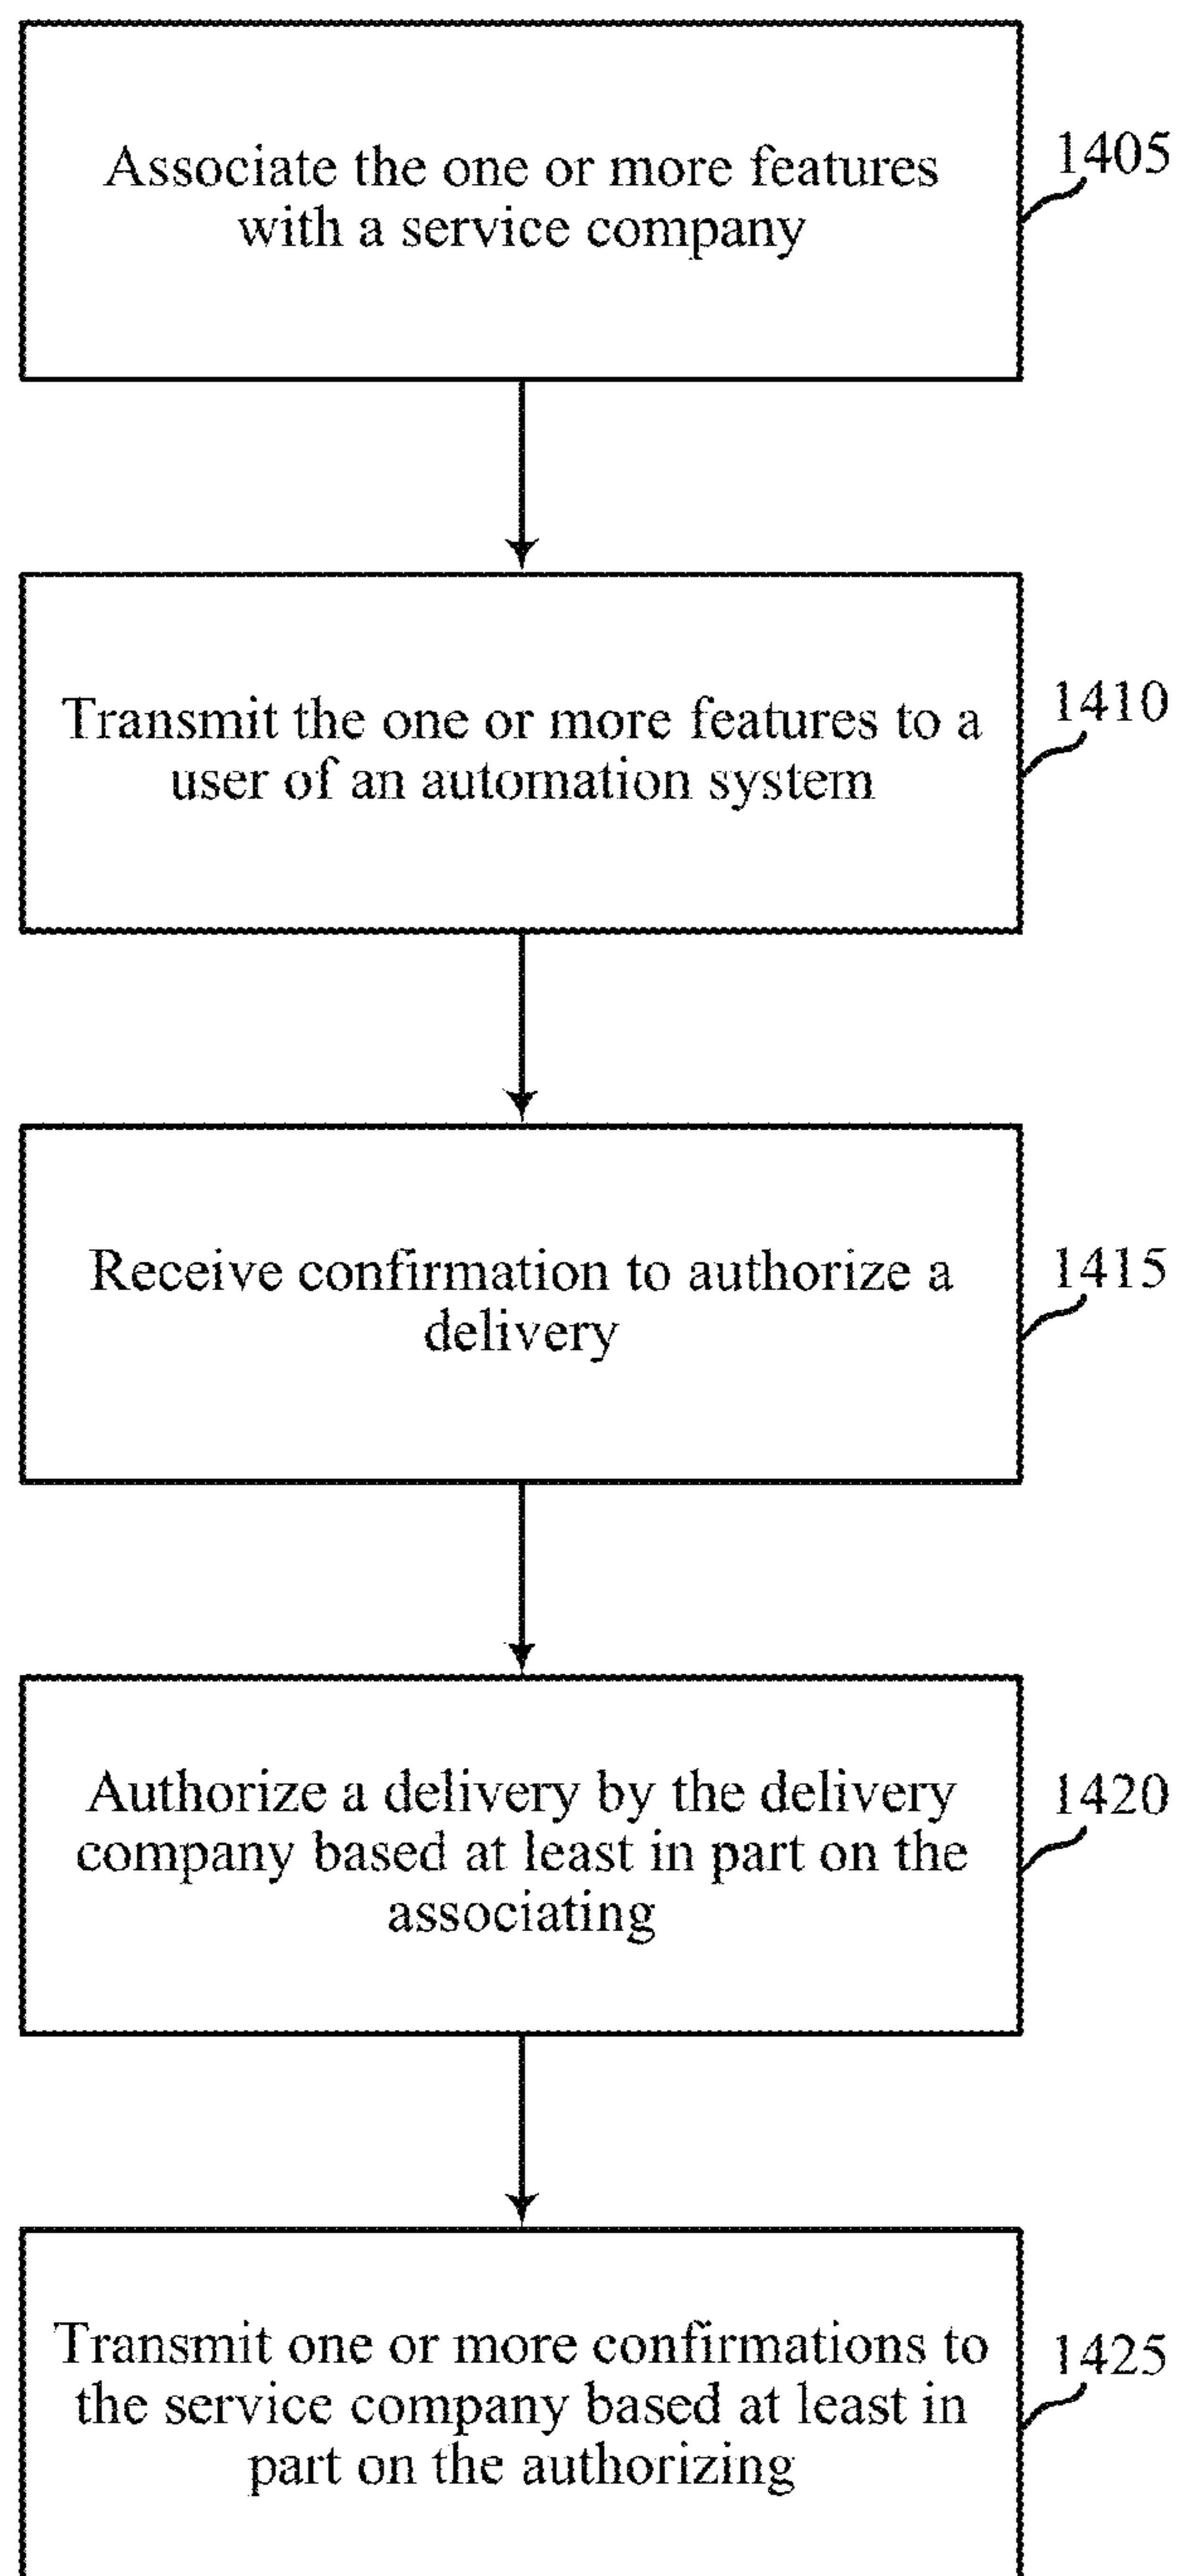 Associate the one or more features
with a service company
1405
Transmit the one or more features to a
user of an automation system
1410
Receive confirmation to authorize a
delivery
1415
Authorize a delivery by the delivery
company based at least in part on the
associating
1420
Transmit one or more confirmations to
the service company based at least in
part on the authorizing
1425